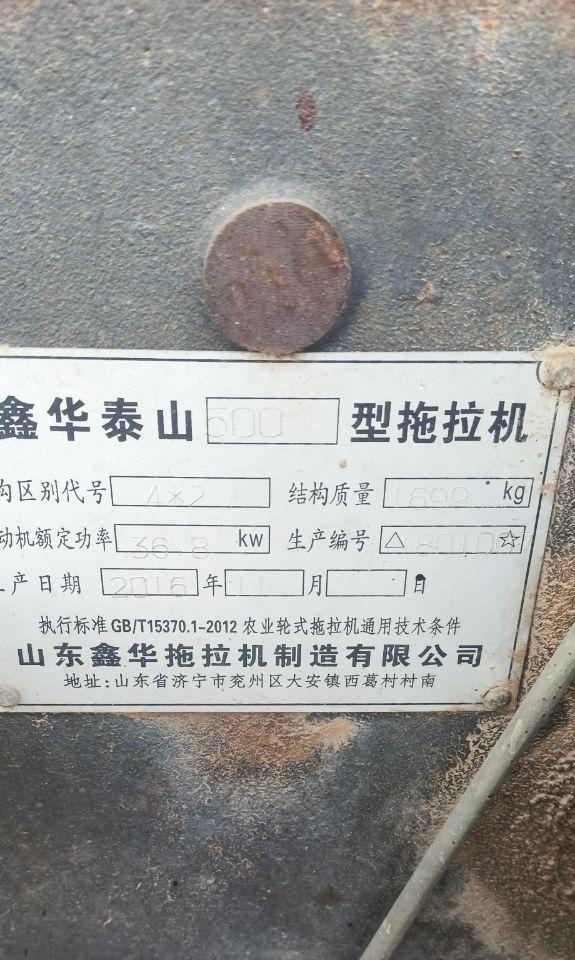 鑫华泰山 500 型拖拉机
构区别代号 4*2 结构质量 1600 kg
动机额定功率 36.8 kw 生产编号 △ ☆
产日期 2016 年 11 月 日
执行标准 GB/T15370.1-2012 农业轮式拖拉机通用技术条件
山东鑫华拖拉机制造有限公司
地址:山东省济宁市兖州区大安镇西葛村村南